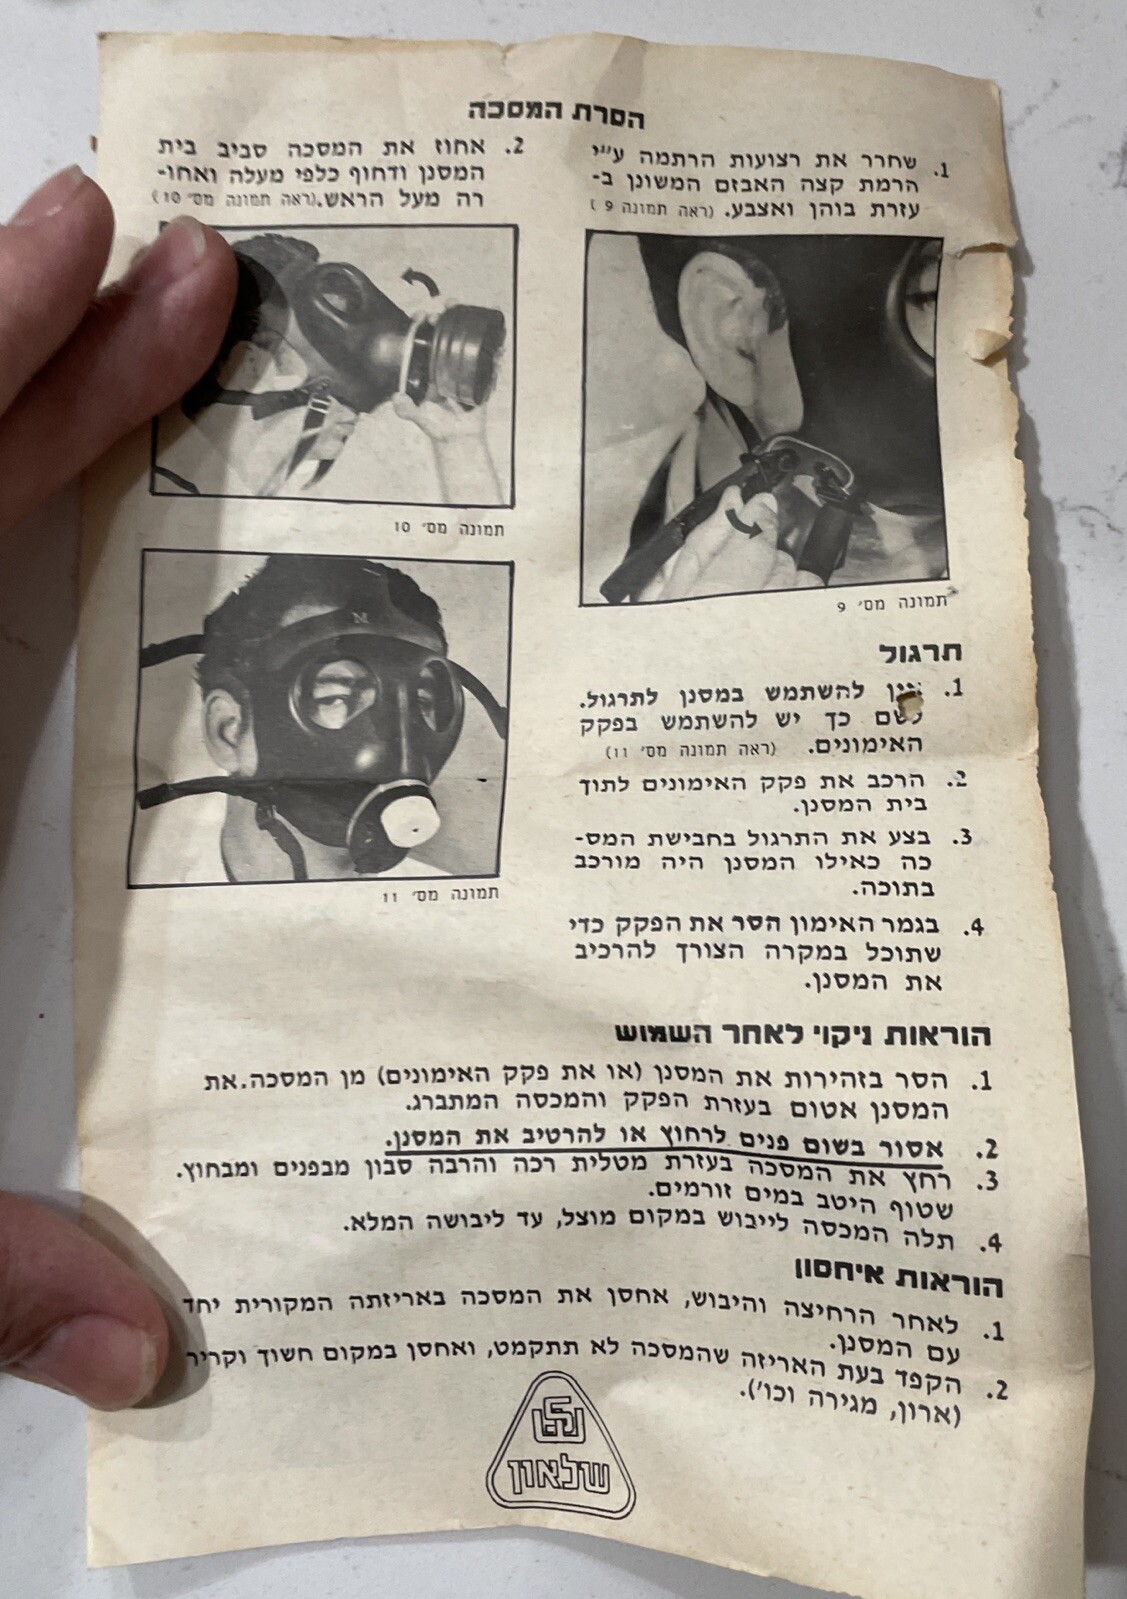 הסרת המסכה
1. שחרר את רצועות הרתמה ע"י
הרמת קצה האבזם המשונן ב-
עזרת בוהן ואצבע. (ראה תמונה 9)
תמונה מס' 9
2. אחוז את המסכה סביב בית
המסנן ודחוף כלפי מעלה ואחו-
רה מעל הראש. (ראה תמונה מס' 10)
תמונה מס' 10
תמונה מס' 11
תרגול
1. אין להשתמש במסנן לתרגול.
לשם כך יש להשתמש בפקק
האימונים. (ראה תמונה מס' 11)
2. הרכב את פקק האימונים לתוך
בית המסנן.
3. בצע את התרגול בחבישת המס-
כה כאילו המסנן היה מורכב
בתוכה.
4. בגמר האימון הסר את הפקק כדי
שתוכל במקרה הצורך להרכיב
את המסנן.
הוראות ניקוי לאחר השמוש
1. הסר בזהירות את המסנן (או את פקק האימונים) מן המסכה.את
המסנן אטום בעזרת הפקק והמכסה המתברג.
2. אסור בשום פנים לרחוץ או להרטיב את המסנן.
3. רחץ את המסכה בעזרת מטלית רכה והרבה סבון מבפנים ומבחוץ.
שטוף היטב במים זורמים.
4. תלה המכסה לייבוש במקום מוצל, עד ליבושה המלא.
הוראות איחסון
1. לאחר הרחיצה והיבוש, אחסן את המסכה באריזתה המקורית יחד
עם המסנן.
2. הקפד בעת האריזה שהמסכה לא תתקמט, ואחסן במקום חשוך וקריר
(ארון, מגירה וכו').
שלאון